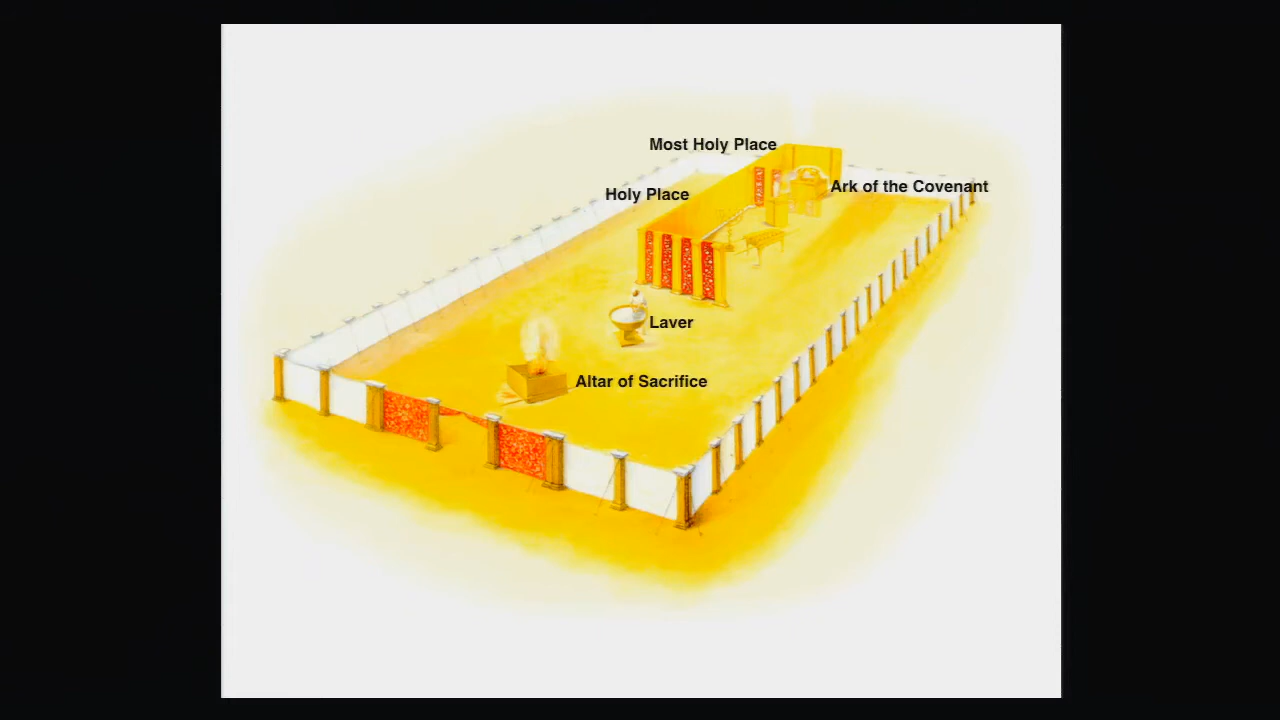 Most Holy Place
Holy Place
Ark of the Covenant
Laver
Altar of Sacrifice